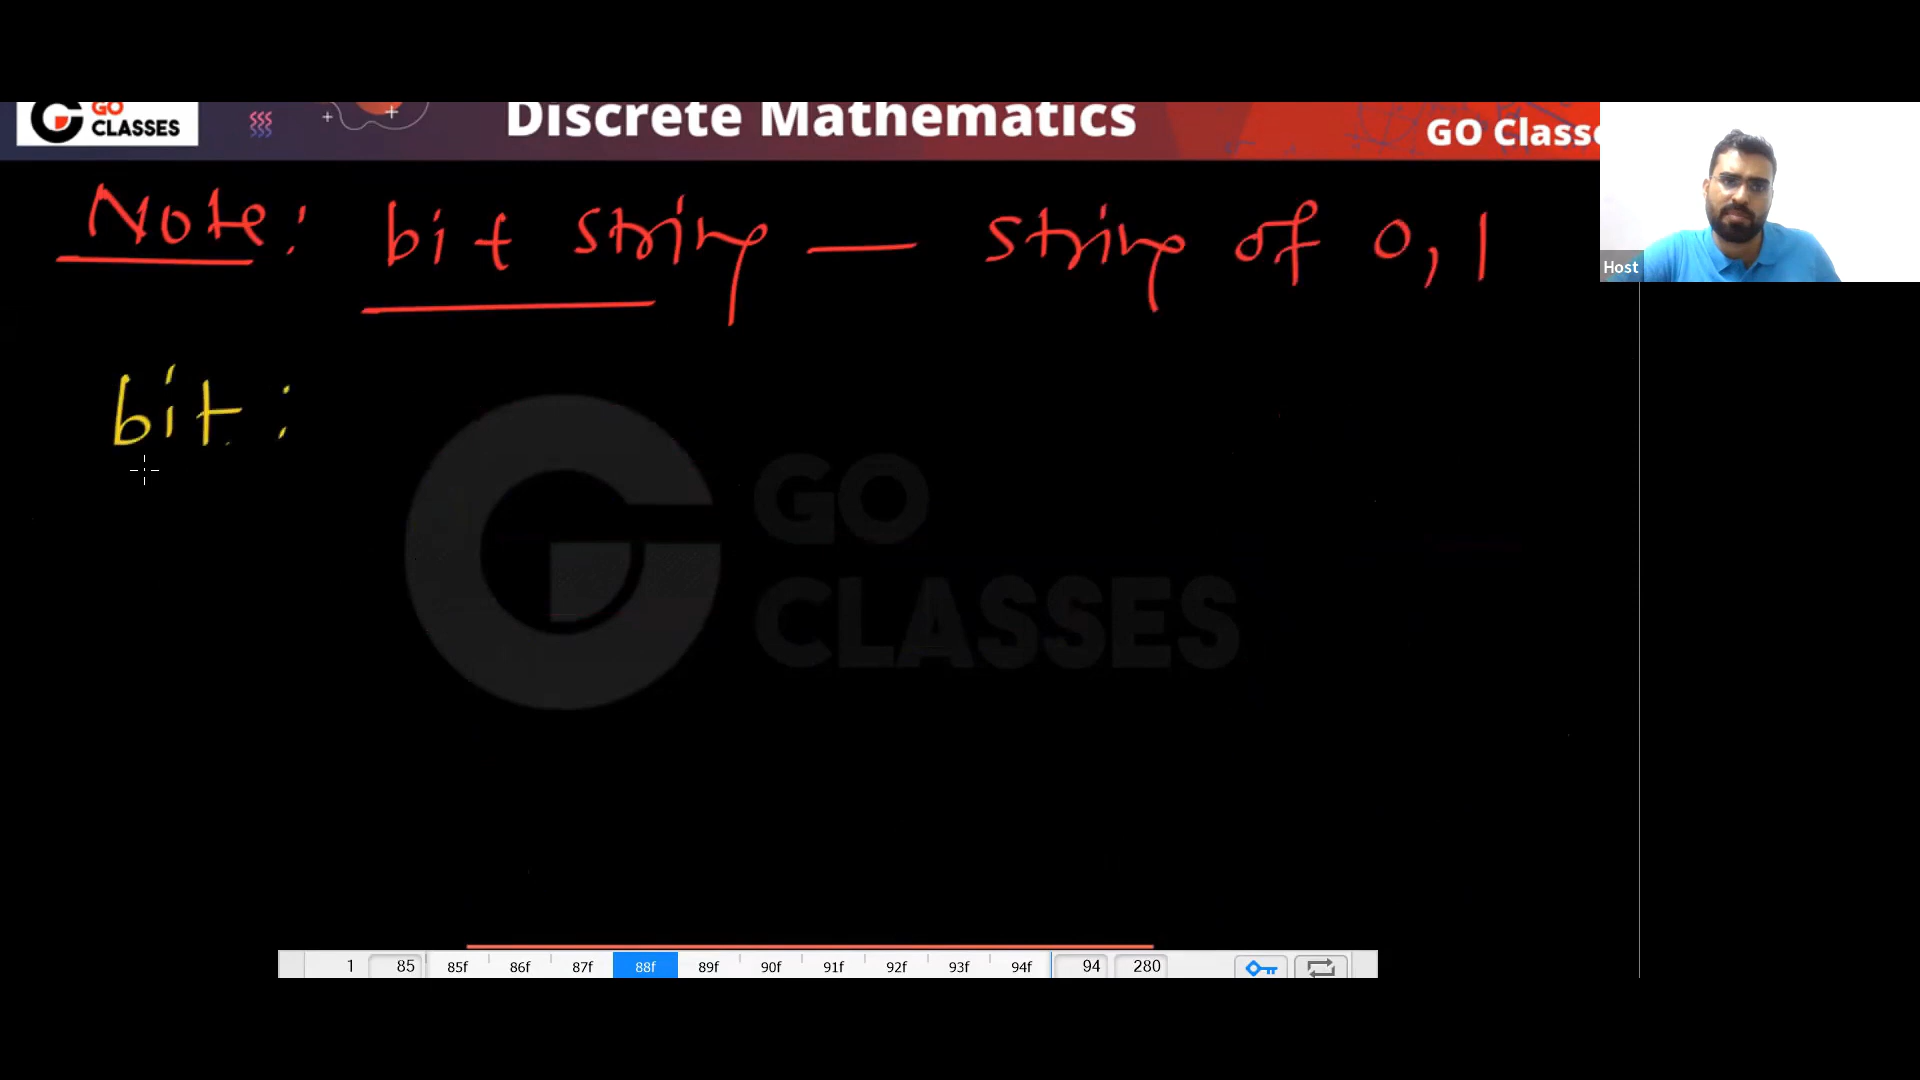 GO
CLASSES
Discrete Mathematics
GO Classe
Host
Note: bit string — string of 0, 1
bit :
GO
CLASSES
1 85 85f 86f 87f 88f 89f 90f 91f 92f 93f 94f 94 280